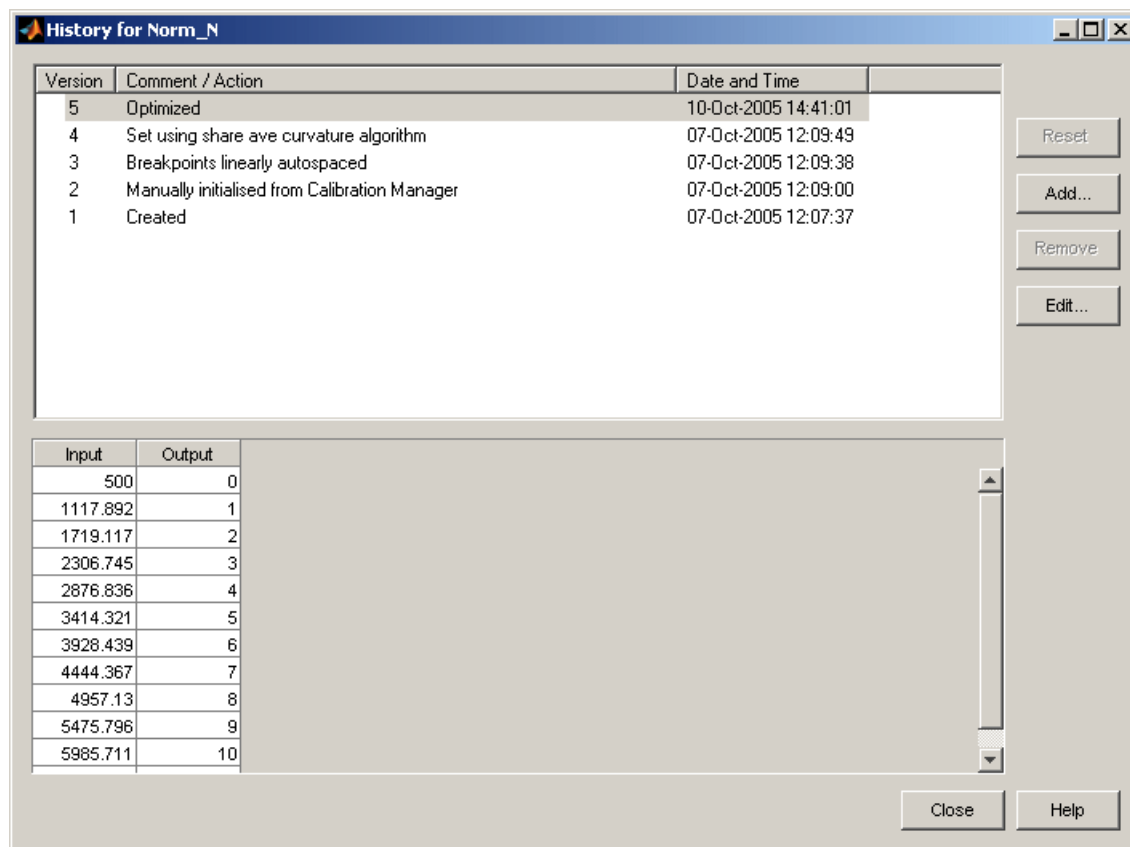 History for Norm_N
Version Comment / Action Date and Time
5 Optimized 10-Oct-2005 14:41:01
4 Set using share ave curvature algorithm 07-Oct-2005 12:09:49
3 Breakpoints linearly autospaced 07-Oct-2005 12:09:38
2 Manually initialised from Calibration Manager 07-Oct-2005 12:09:00
1 Created 07-Oct-2005 12:07:37
Reset
Add...
Remove
Edit...
Input Output
500 0
1117.892 1
1719.117 2
2306.745 3
2876.836 4
3414.321 5
3928.439 6
4444.367 7
4957.13 8
5475.796 9
5985.711 10
Close Help